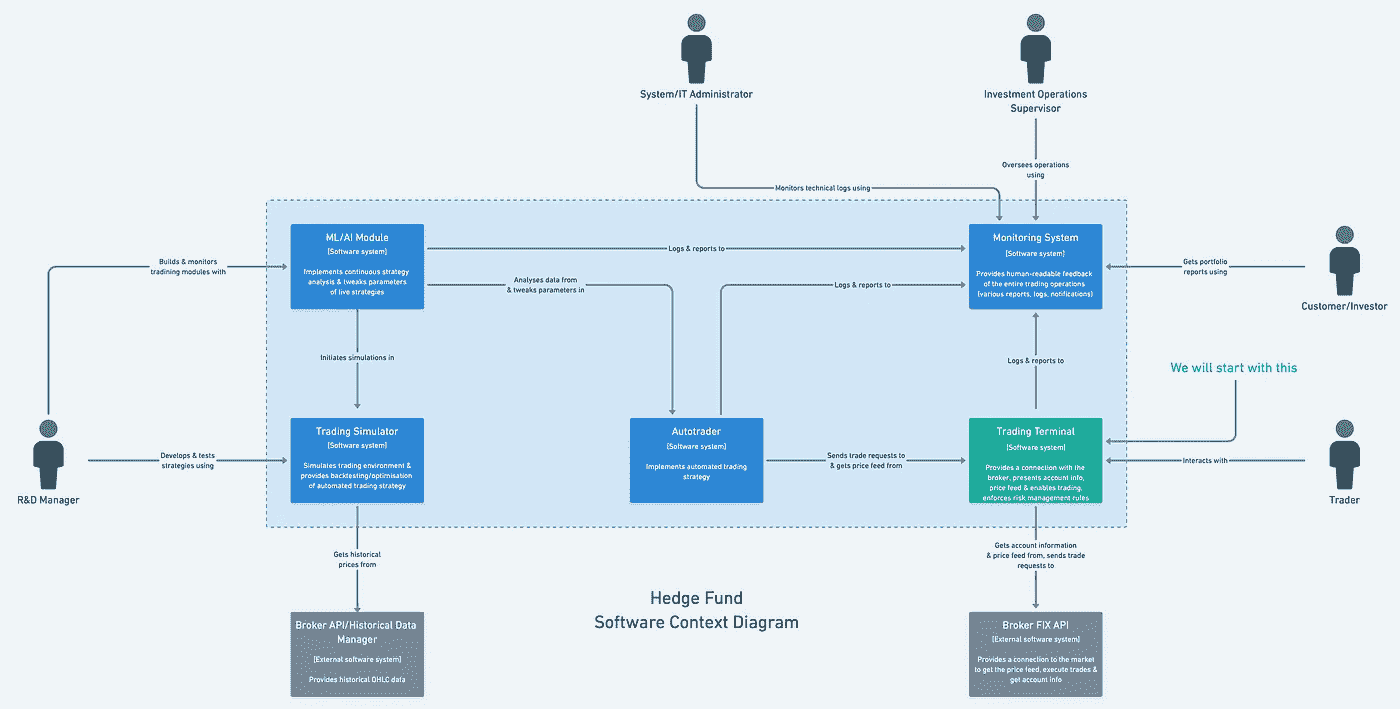 System/IT Administrator
Investment Operations
Supervisor
Oversees operations
using
Monitors technical logs using
ML/AI Module
[Software system]
Implements continuous strategy
analysis & tweaks parameters
of live strategies
Logs & reports to
Monitoring System
[Software system]
Provides human-readable feedback
of the entire trading operations
(various reports, logs, notifications)
Builds & monitors
tradining modules with
Analyses data from
& tweaks parameters in
Logs & reports to
Gets portfolio
reports using
Customer/Investor
Initiates simulations in
Logs & reports to
We will start with this
R&D Manager
Develops & tests
strategies using
Trading Simulator
[Software system]
Simulates trading environment &
provides backtesting/optimisation
of automated trading strategy
Autotrader
[Software system]
Implements automated trading
strategy
Sends trade requests to
& gets price feed from
Trading Terminal
[Software system]
Provides a connection with the
broker, presents account info,
price feed & enables trading,
enforces risk management rules
Interacts with
Trader
Gets historical
prices from
Gets account information
& price feed from, sends trade
requests to
Hedge Fund
Software Context Diagram
Broker API/Historical Data
Manager
[External software system]
Provides historical OHLC data
Broker FIX API
[External software system]
Provides a connection to the market
to get the price feed, execute trades &
get account info